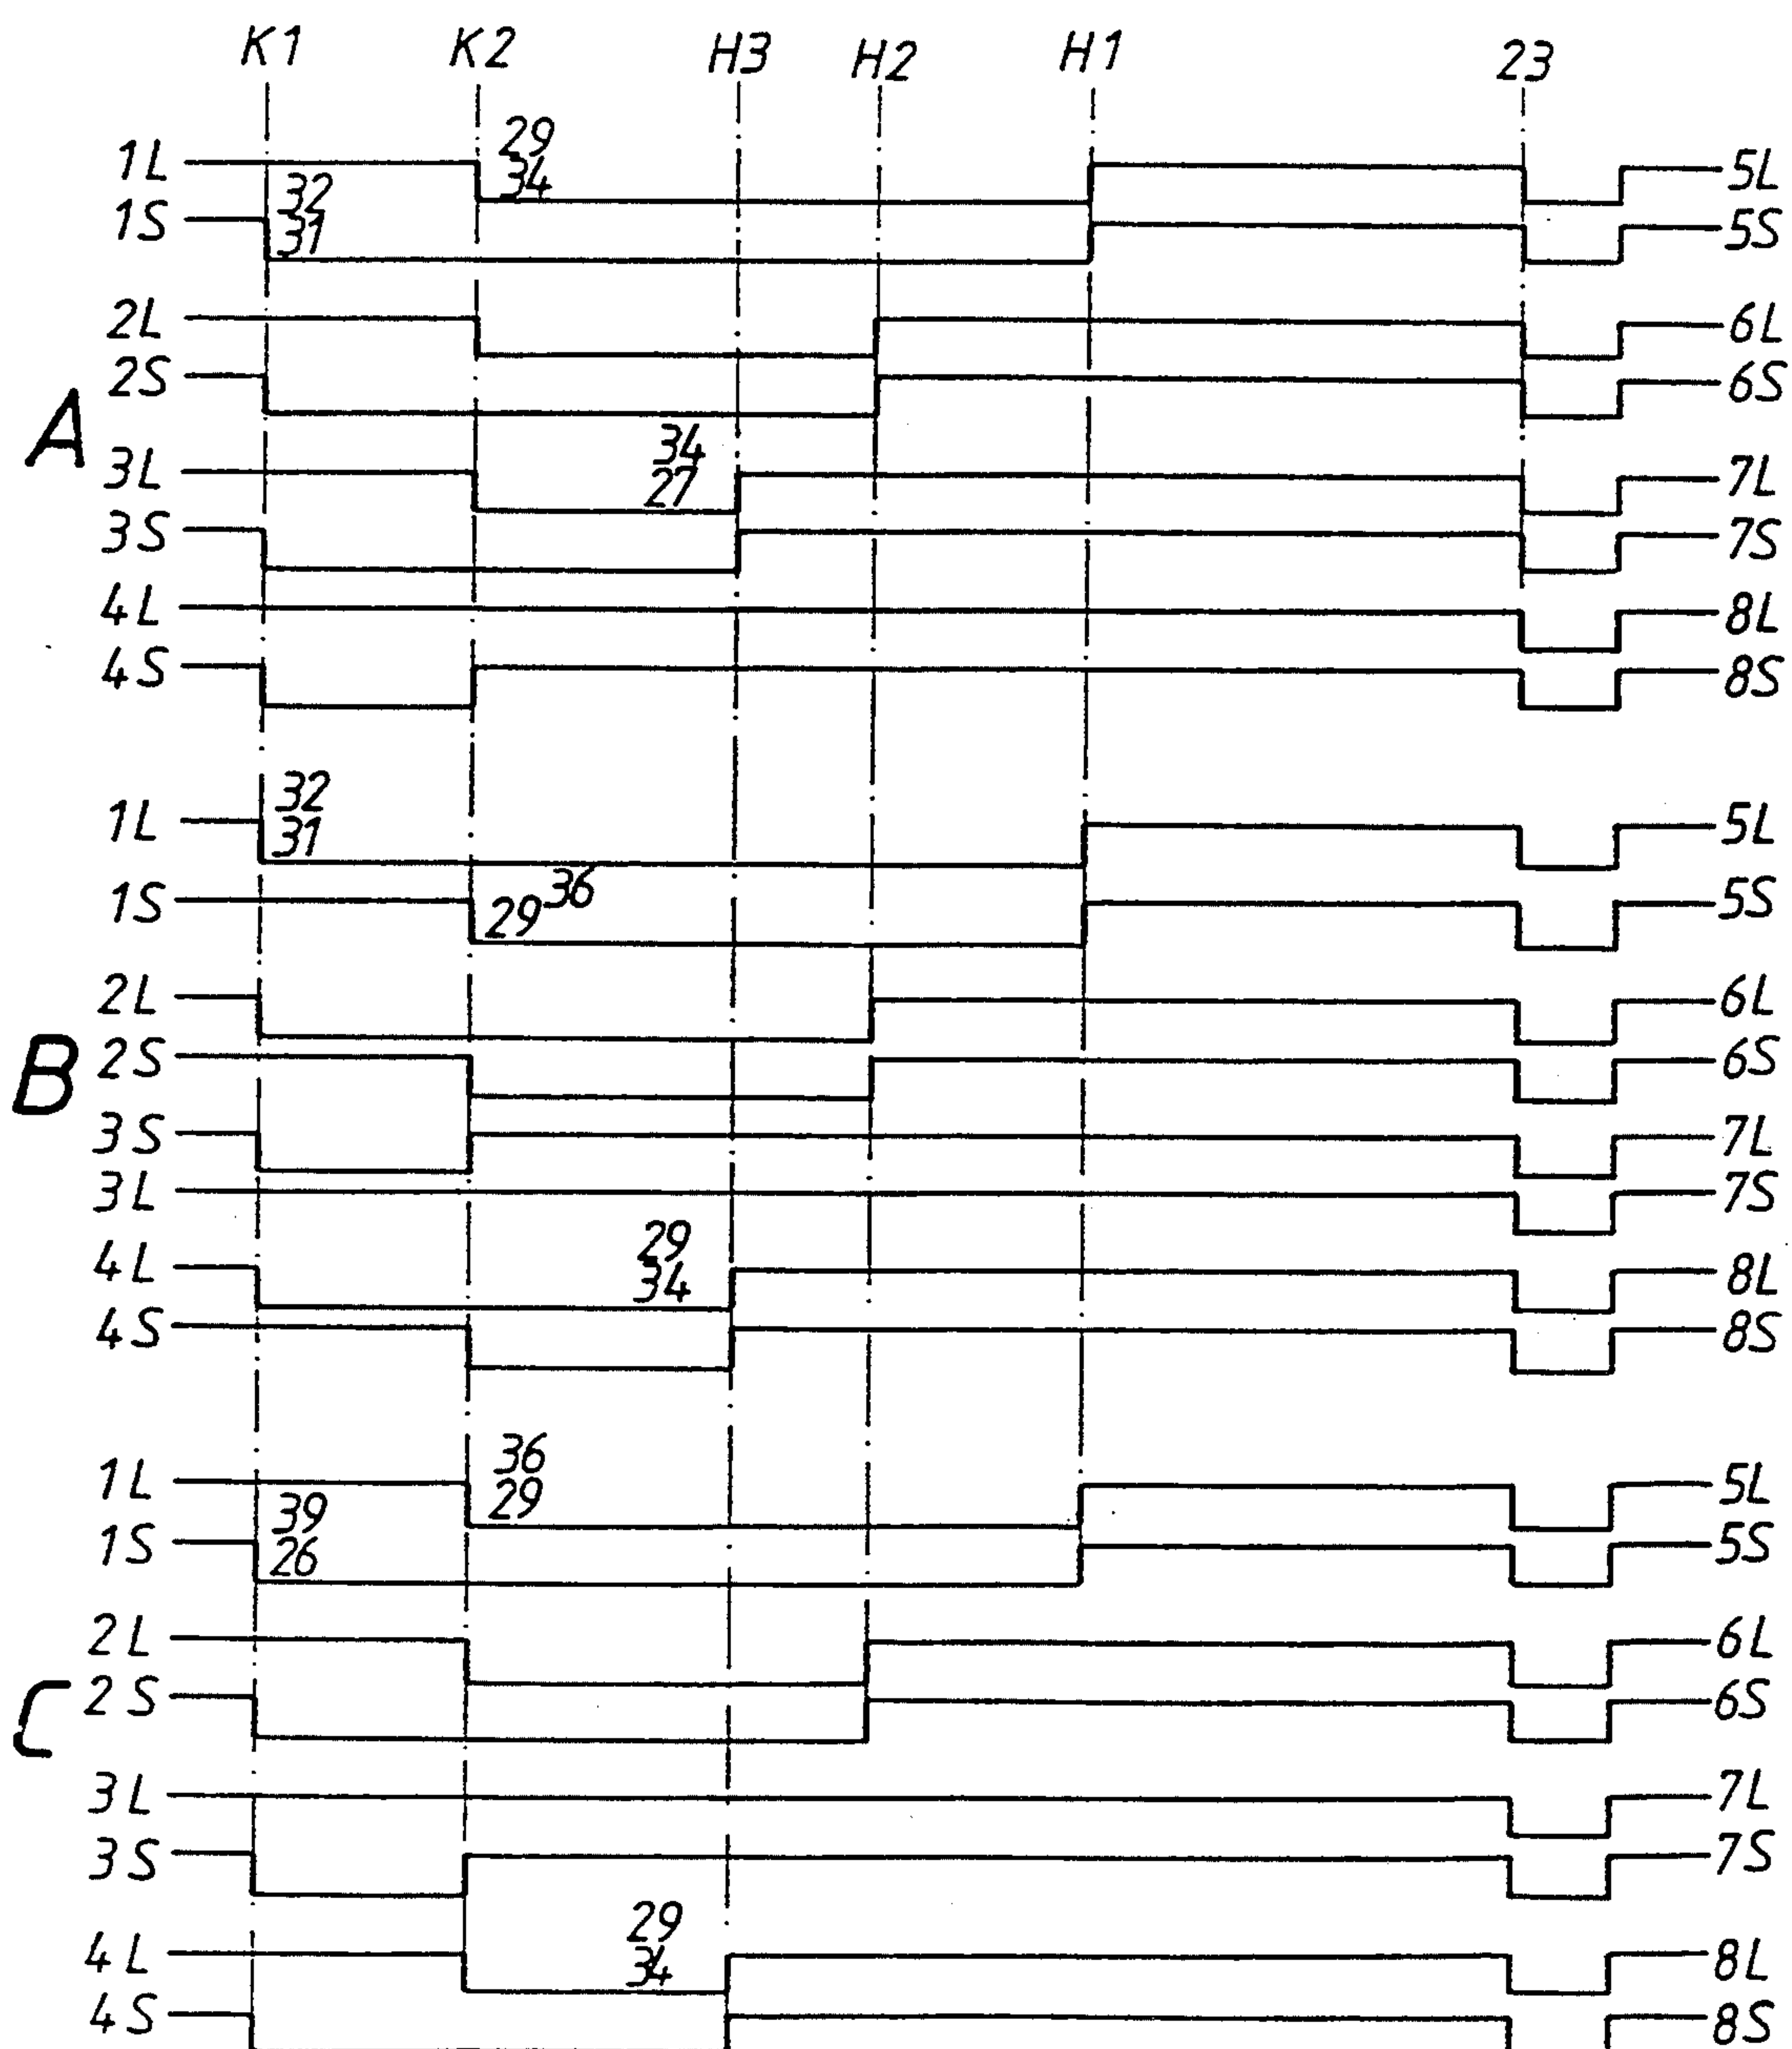 K1 K2 H3 H2 H1 23
29
1L 34 5L
32
1S 31 5S
2L 6L
2S 6S
A
34
3L 27 7L
3S 7S
4L 8L
4S 8S
32
1L 31 5L
36
1S 29 5S
2L 6L
B
2S 6S
3S 7L
3L 7S
29
4L 34 8L
4S 8S
36
1L 29 5L
39
1S 26 5S
2L 6L
C
2S 6S
3L 7L
3S 7S
29
4L 34 8L
4S 8S